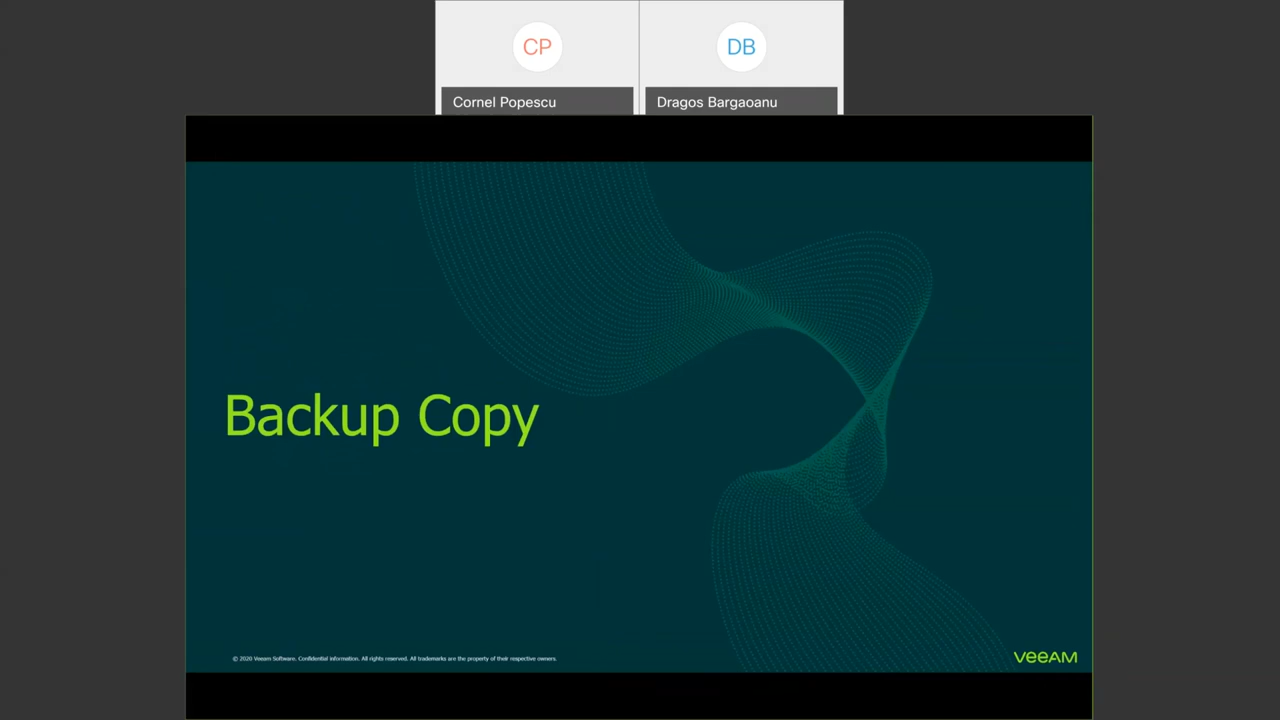 CP
DB
Cornel Popescu
Dragos Bargaoanu
Backup Copy
© 2020 Veeam Software. Confidential information. All rights reserved. All trademarks are the property of their respective owners.
veeAM